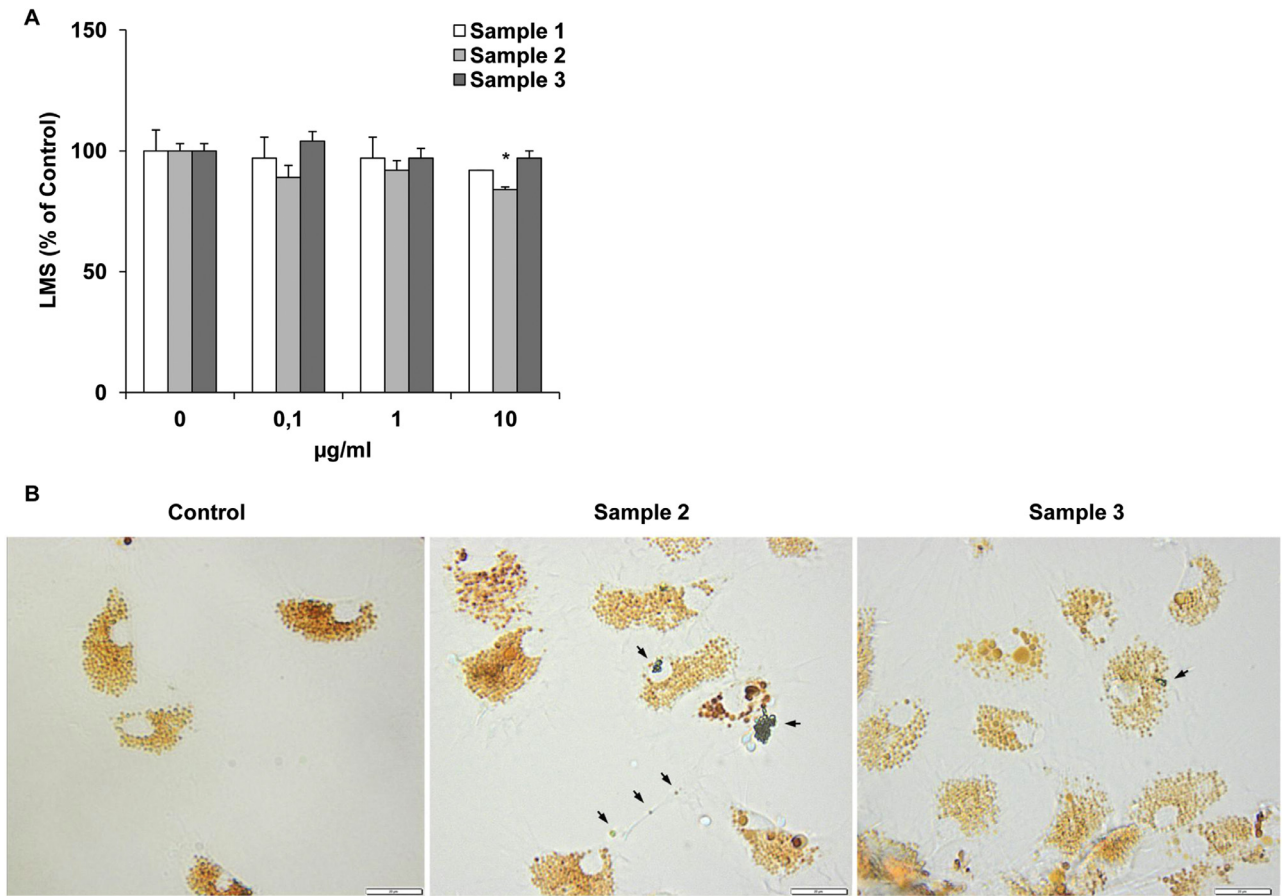 A
150
100
50
0
LMS (% of Control)
Sample 1
Sample 2
Sample 3
*
0 0,1 1 10
µg/ml
B
Control Sample 2 Sample 3